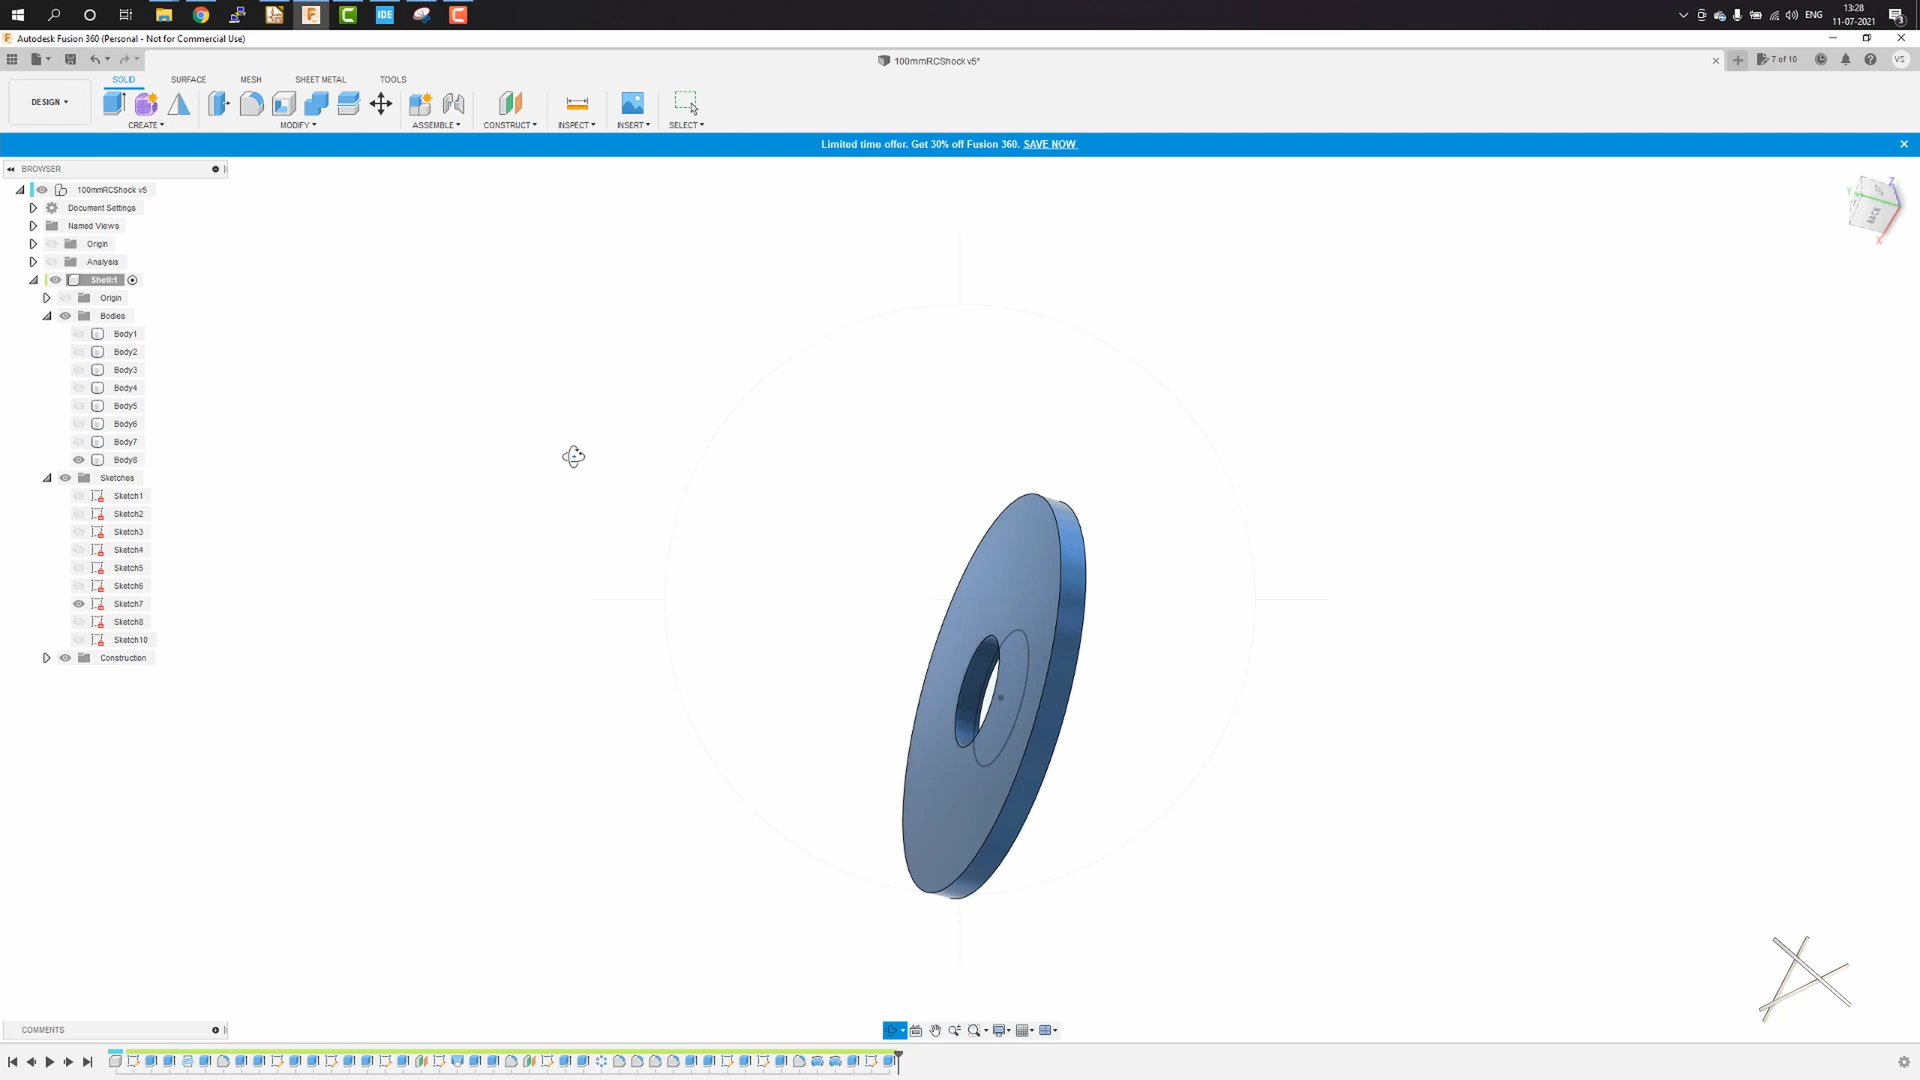 13:28
ENG
11-07-2021
3
IDE
Autodesk Fusion 360 (Personal - Not for Commercial Use)
100mmRCShock v5*
7 of 10
VS
SOLID
SURFACE
MESH
SHEET METAL
TOOLS
DESIGN
CREATE
MODIFY
ASSEMBLE
CONSTRUCT
INSPECT
INSERT
SELECT
Limited time offer. Get 30% off Fusion 360. SAVE NOW
BROWSER
100mmRCShock v5
Document Settings
Named Views
Origin
Analysis
Shell:1
Origin
Bodies
Body1
Body2
Body3
Body4
Body5
Body6
Body7
Body8
Sketches
Sketch1
Sketch2
Sketch3
Sketch4
Sketch5
Sketch6
Sketch7
Sketch8
Sketch10
Construction
Z
Y
BACK
X
COMMENTS